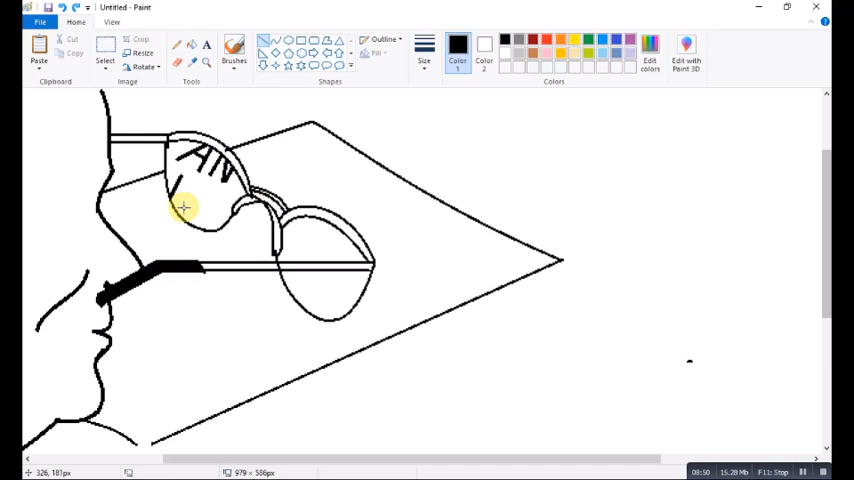 Untitled - Paint
File
Home
View
Paste
Cut
Copy
Clipboard
Select
Crop
Resize
Rotate
Image
A
Tools
Brushes
Shapes
Outline
Fill
Size
Color
1
Color
2
Edit
colors
Edit with
Paint 3D
Colors
326, 181px
979 × 586px
08:50
15.28 Mb
F11: Stop